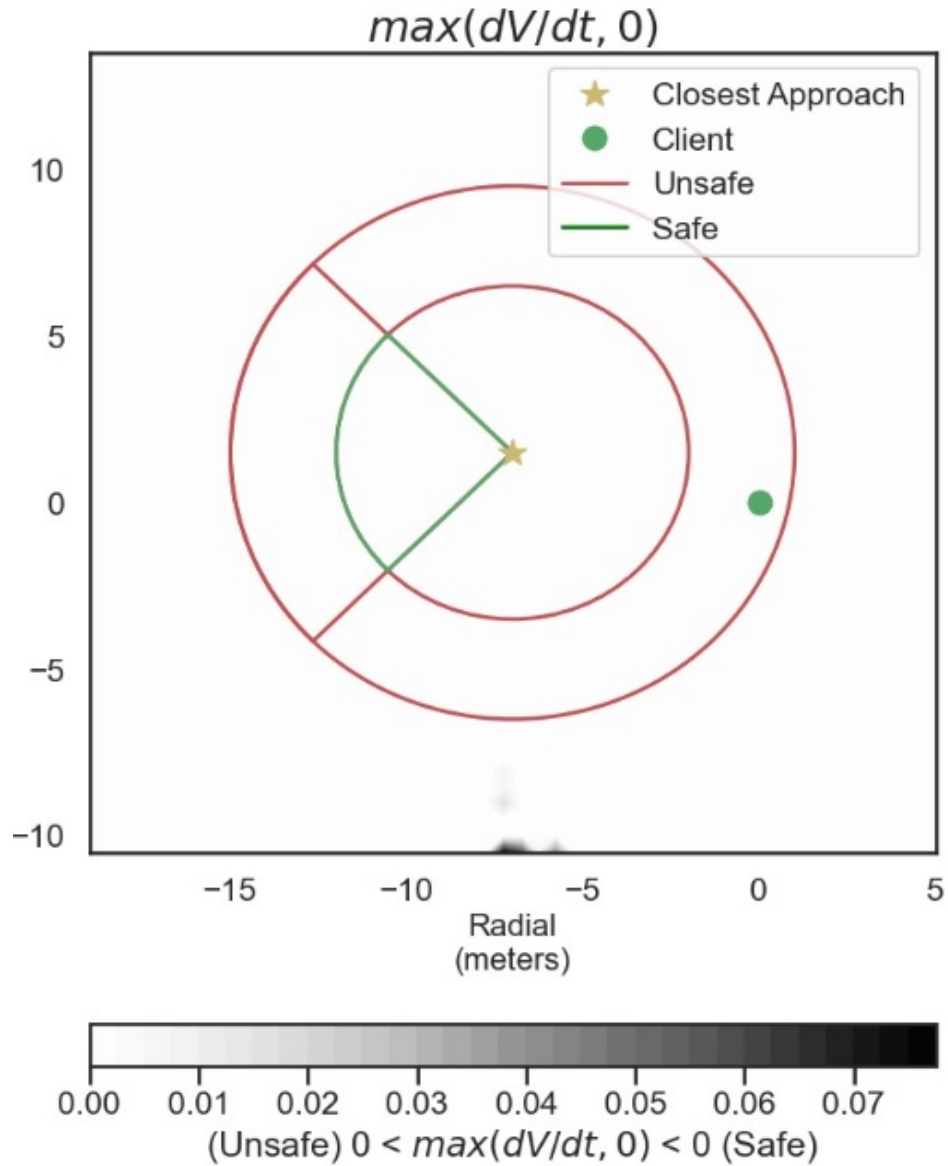 max(dV/dt, 0)
Closest Approach
Client
Unsafe
Safe
10
5
0
−5
−10
−15 −10 −5 0 5
Radial
(meters)
0.00 0.01 0.02 0.03 0.04 0.05 0.06 0.07
(Unsafe) 0 < max(dV/dt, 0) < 0 (Safe)